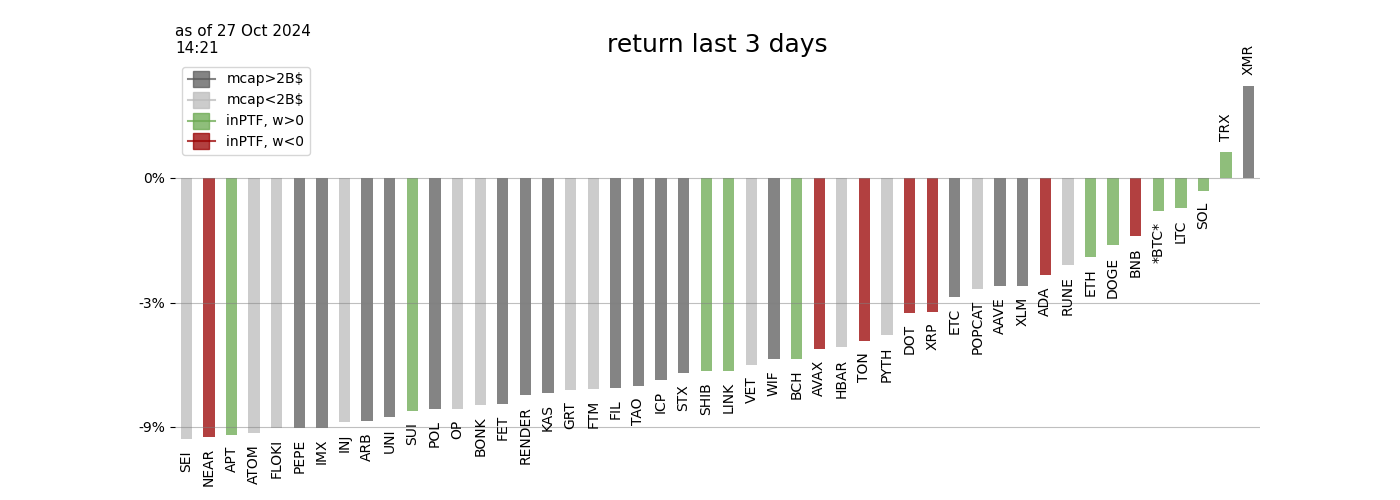 as of 27 Oct 2024
14:21
return last 3 days
mcap>2B$
mcap<2B$
inPTF, w>0
inPTF, w<0
0%
-3%
-9%
SEI
NEAR
APT
ATOM
FLOKI
PEPE
IMX
INJ
ARB
UNI
SUI
POL
OP
BONK
FET
RENDER
KAS
GRT
FTM
FIL
TAO
ICP
STX
SHIB
LINK
VET
WIF
BCH
AVAX
HBAR
TON
PYTH
DOT
XRP
ETC
POPCAT
AAVE
XLM
ADA
RUNE
ETH
DOGE
BNB
*BTC*
LTC
SOL
TRX
XMR